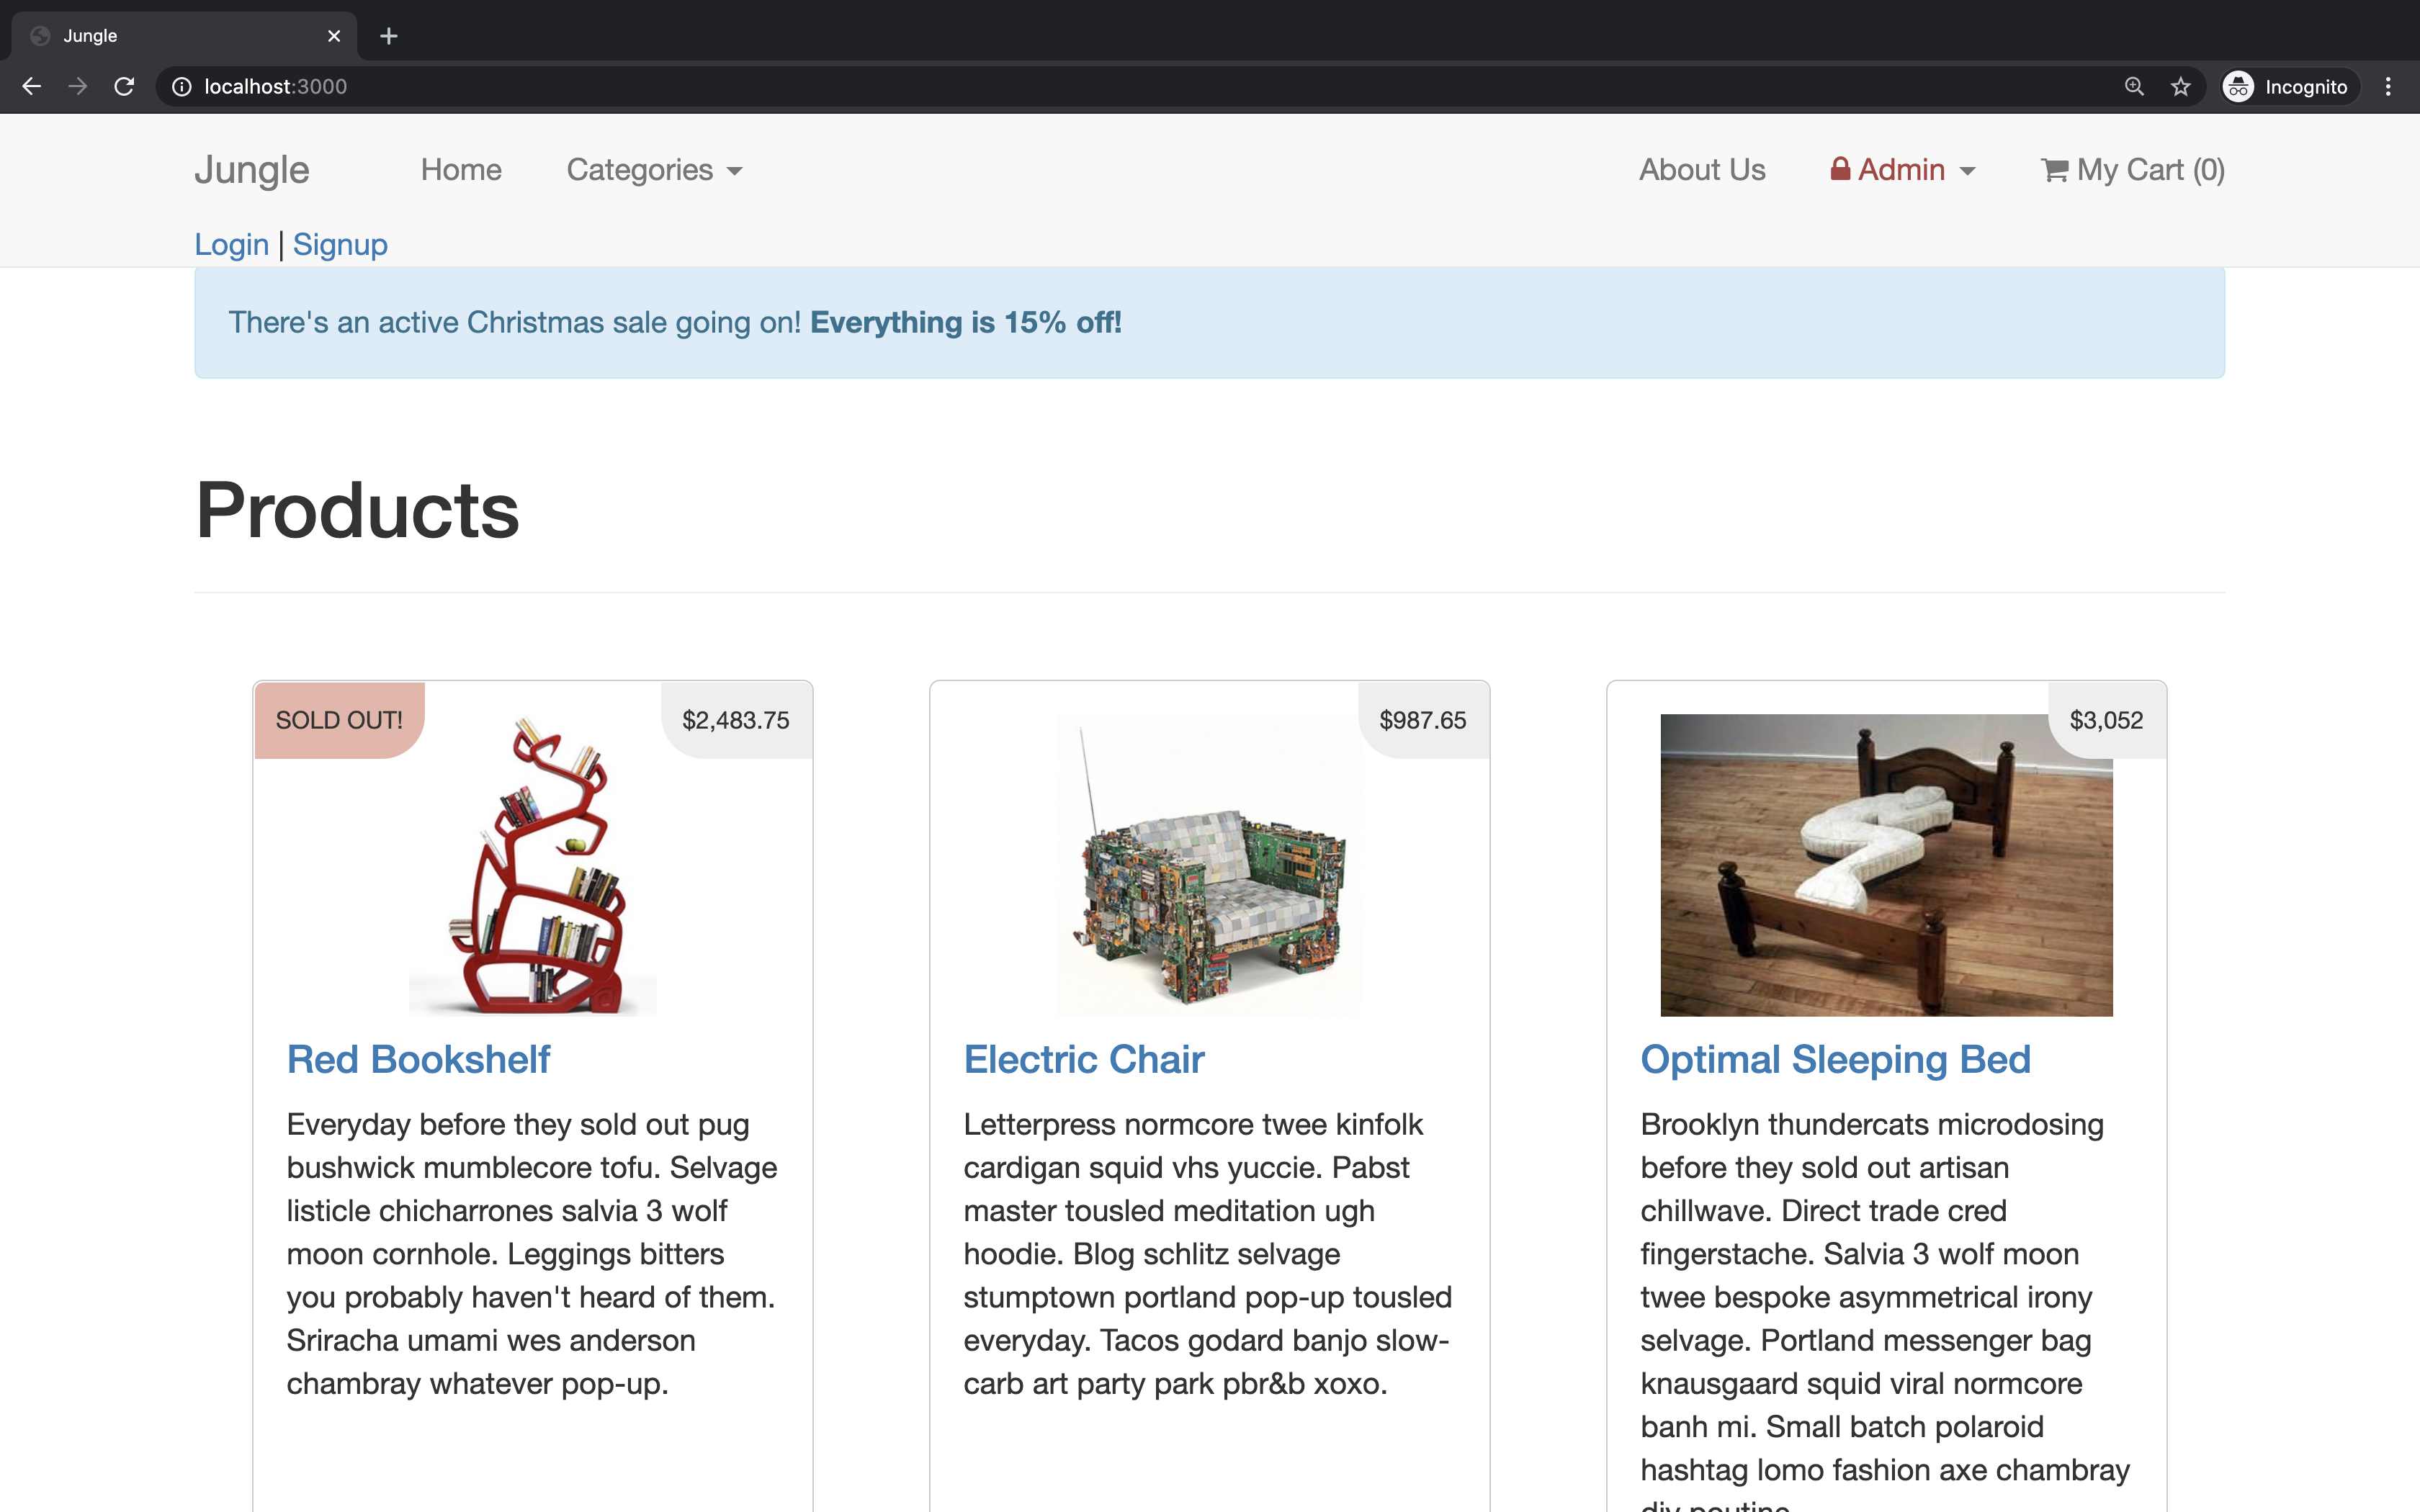 Jungle
localhost:3000
Incognito
Jungle Home Categories About Us Admin My Cart (0)
Login | Signup
There's an active Christmas sale going on! Everything is 15% off!
Products
SOLD OUT!
$2,483.75
Red Bookshelf
Everyday before they sold out pug
bushwick mumblecore tofu. Selvage
listicle chicharrones salvia 3 wolf
moon cornhole. Leggings bitters
you probably haven't heard of them.
Sriracha umami wes anderson
chambray whatever pop-up.
$987.65
Electric Chair
Letterpress normcore twee kinfolk
cardigan squid vhs yuccie. Pabst
master tousled meditation ugh
hoodie. Blog schlitz selvage
stumptown portland pop-up tousled
everyday. Tacos godard banjo slow-
carb art party park pbr&b xoxo.
$3,052
Optimal Sleeping Bed
Brooklyn thundercats microdosing
before they sold out artisan
chillwave. Direct trade cred
fingerstache. Salvia 3 wolf moon
twee bespoke asymmetrical irony
selvage. Portland messenger bag
knausgaard squid viral normcore
banh mi. Small batch polaroid
hashtag lomo fashion axe chambray
diy poutine